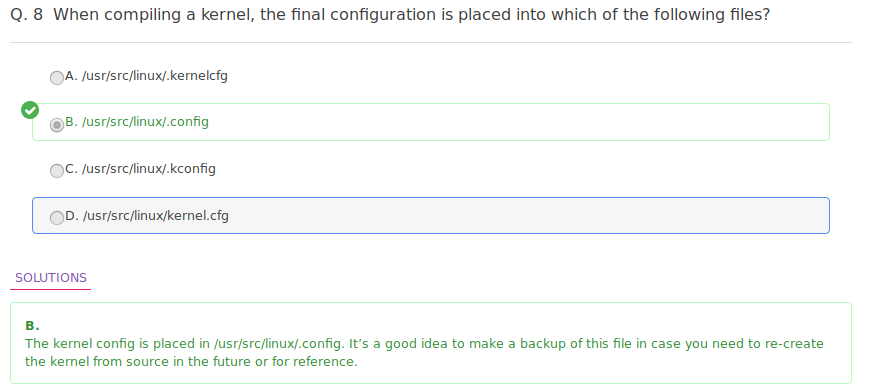 Q. 8 When compiling a kernel, the final configuration is placed into which of the following files?
A. /usr/src/linux/.kernelcfg
B. /usr/src/linux/.config
C. /usr/src/linux/.kconfig
D. /usr/src/linux/kernel.cfg
SOLUTIONS
B.
The kernel config is placed in /usr/src/linux/.config. It’s a good idea to make a backup of this file in case you need to re-create
the kernel from source in the future or for reference.